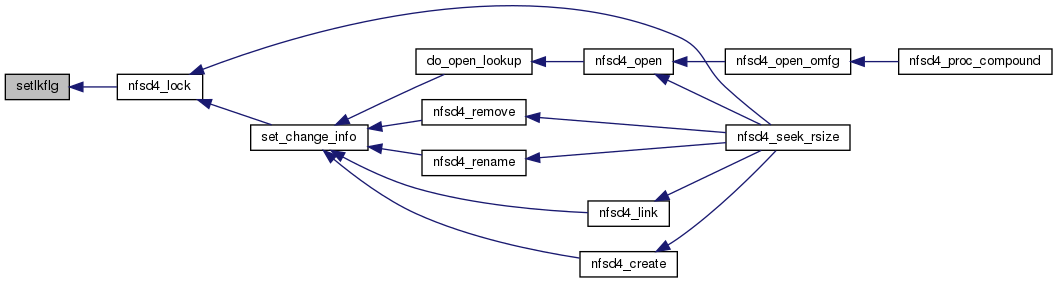 setlkflg
nfsd4_lock
set_change_info
do_open_lookup
nfsd4_open
nfsd4_open_omfg
nfsd4_proc_compound
nfsd4_remove
nfsd4_seek_rsize
nfsd4_rename
nfsd4_link
nfsd4_create